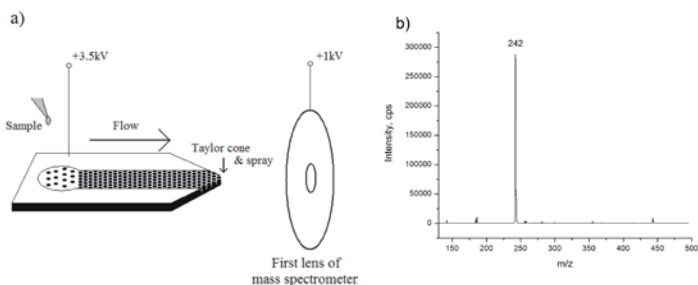 a)
+3.5kV
+1kV
Sample
Flow
Taylor cone
& spray
First lens of
mass spectrometer
b)
242
300000
250000
200000
150000
100000
50000
0
Intensity, cps
150 200 250 300 350 400 450 500
m/z